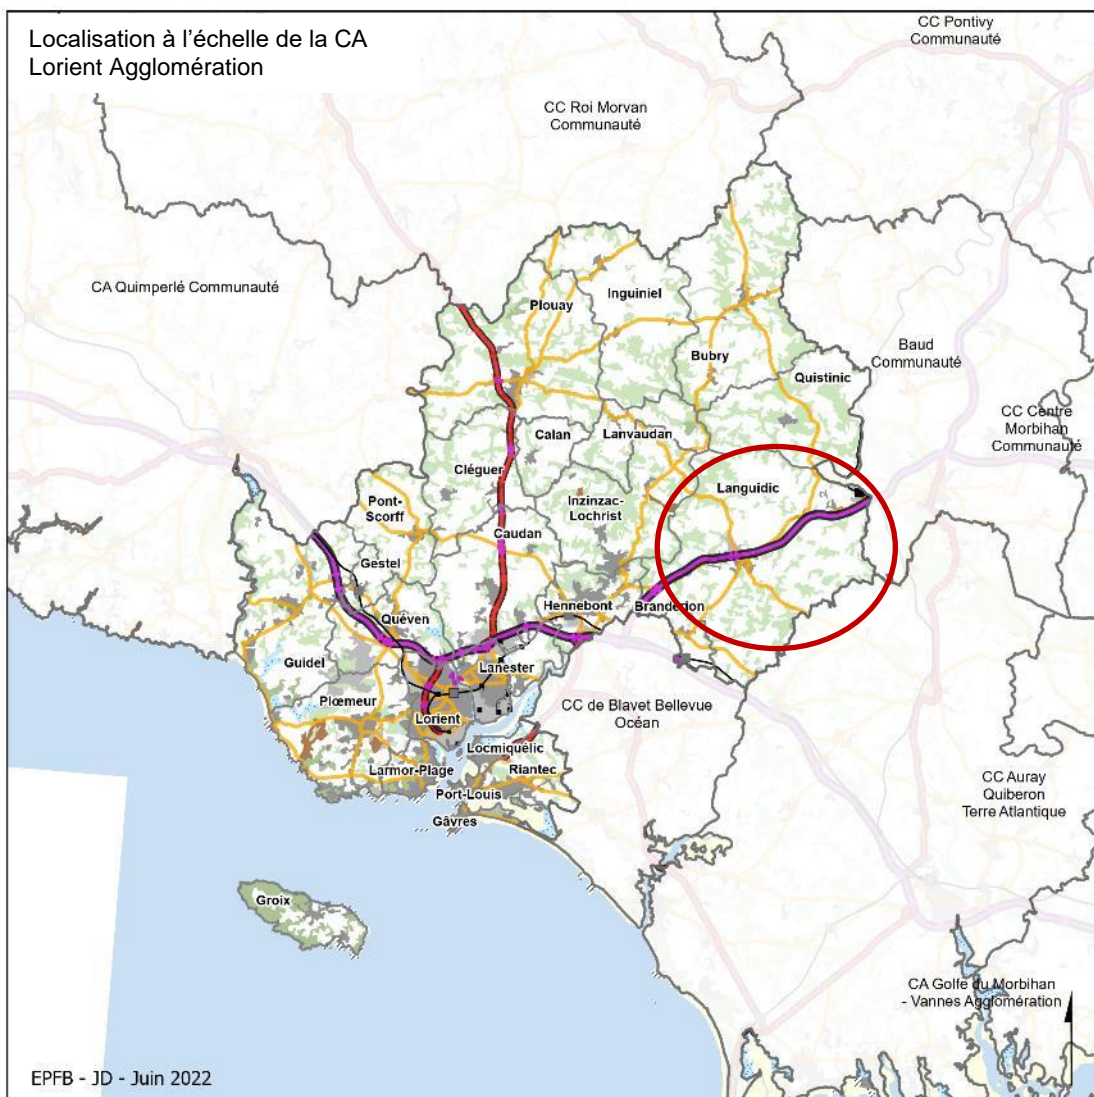 Localisation à l'échelle de la CA
Lorient Agglomération
CC Pontivy
Communauté
CC Roi Morvan
Communauté
CA Quimperlé Communauté
Baud
Communauté
CC Centre
Morbihan
Communauté
Plouay
Inguiniel
Bubry
Quistinic
Calan
Lanvaudan
Cléguer
Languidic
Pont-
Scorff
Inzinzac-
Lochrist
Caudan
Gestel
Hennebont
Branderion
Quéven
Guidel
Lanester
Plœmeur
Lorient
CC de Blavet Bellevue
Océan
Locmiquélic
Larmor-Plage
Riantec
Port-Louis
Gâvres
CC Auray
Quiberon
Terre Atlantique
Groix
CA Golfe du Morbihan
- Vannes Agglomération
EPFB - JD - Juin 2022